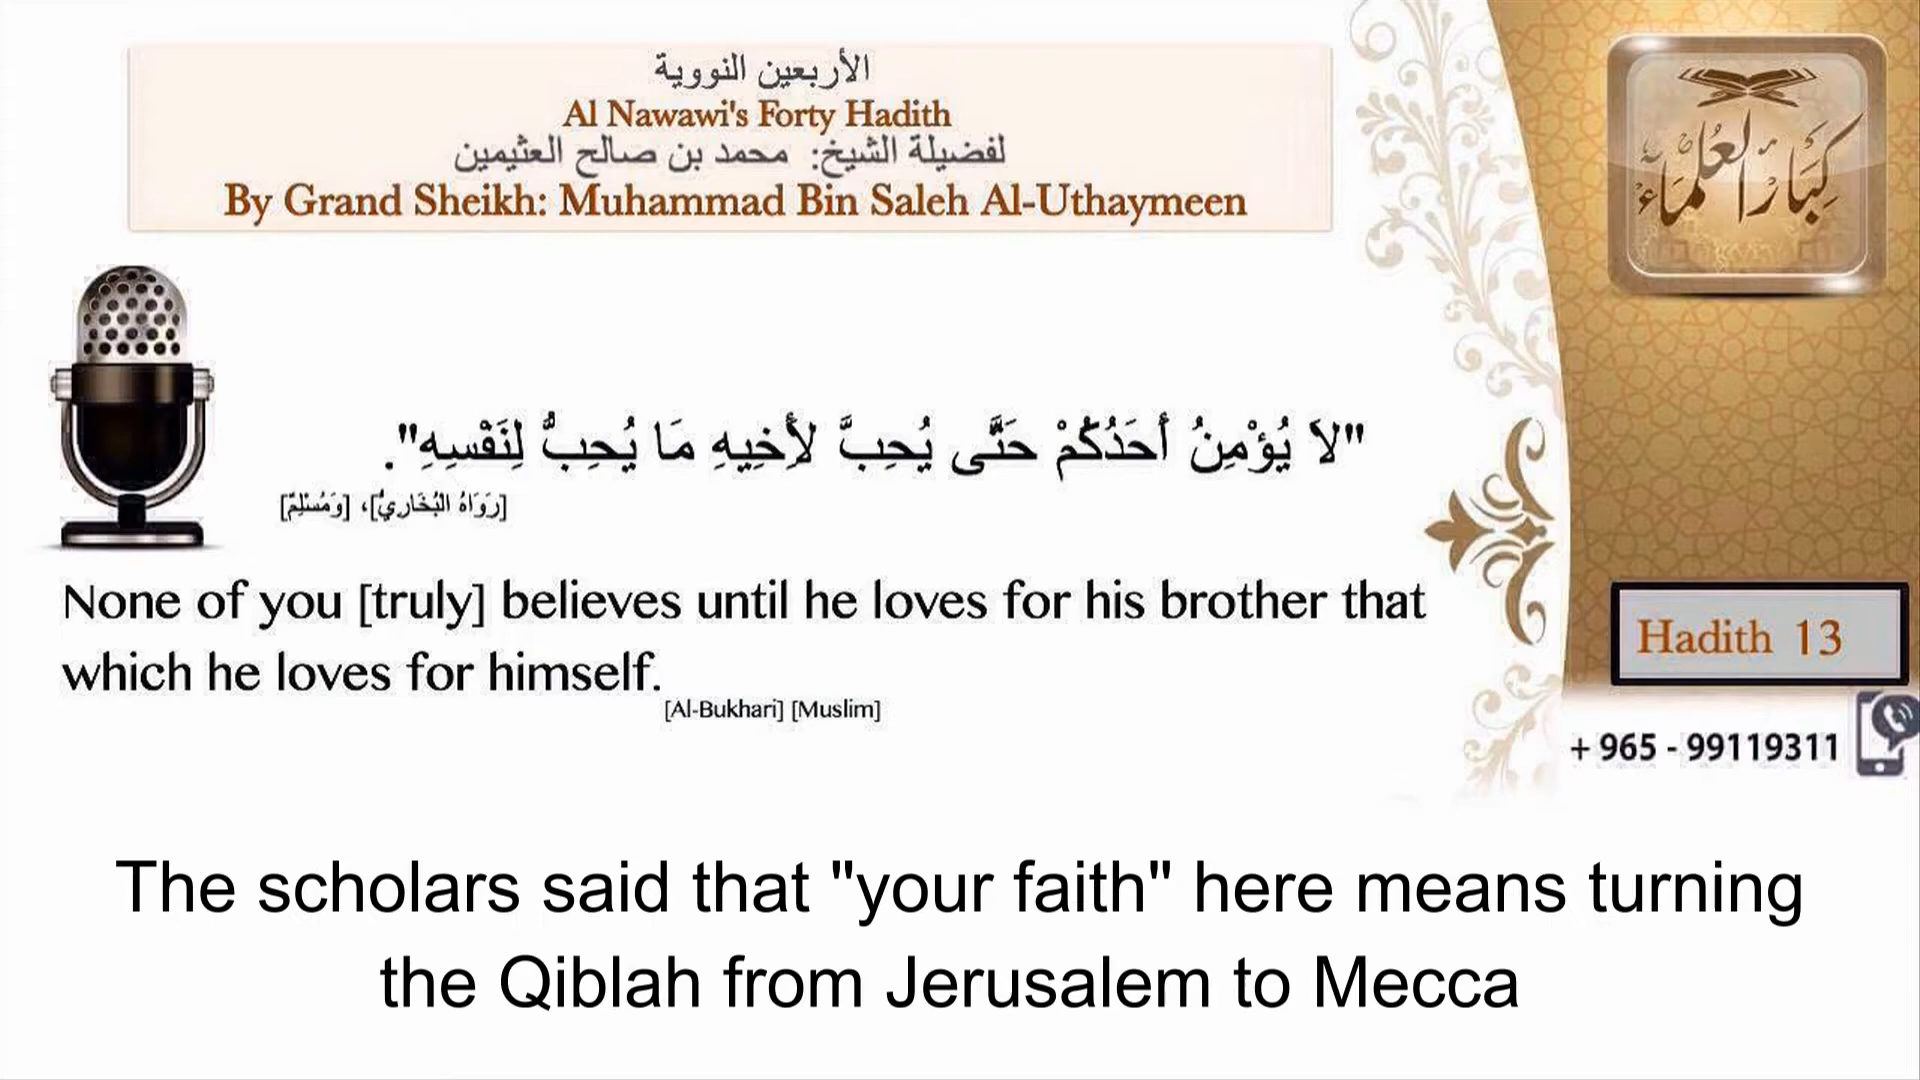 الأربعين النووية
Al Nawawi's Forty Hadith
لفضيلة الشيخ: محمد بن صالح العثيمين
By Grand Sheikh: Muhammad Bin Saleh Al-Uthaymeen
كِبَارُ العُلَمَاءِ
"لاَ يُؤْمِنُ أَحَدُكُمْ حَتَّى يُحِبَّ لأَخِيهِ مَا يُحِبُّ لِنَفْسِهِ".
[رَوَاهُ البُخَارِيُّ]، [وَمُسْلِمٌ]
None of you [truly] believes until he loves for his brother that
which he loves for himself.
[Al-Bukhari] [Muslim]
Hadith 13
+ 965 - 99119311
The scholars said that "your faith" here means turning
the Qiblah from Jerusalem to Mecca